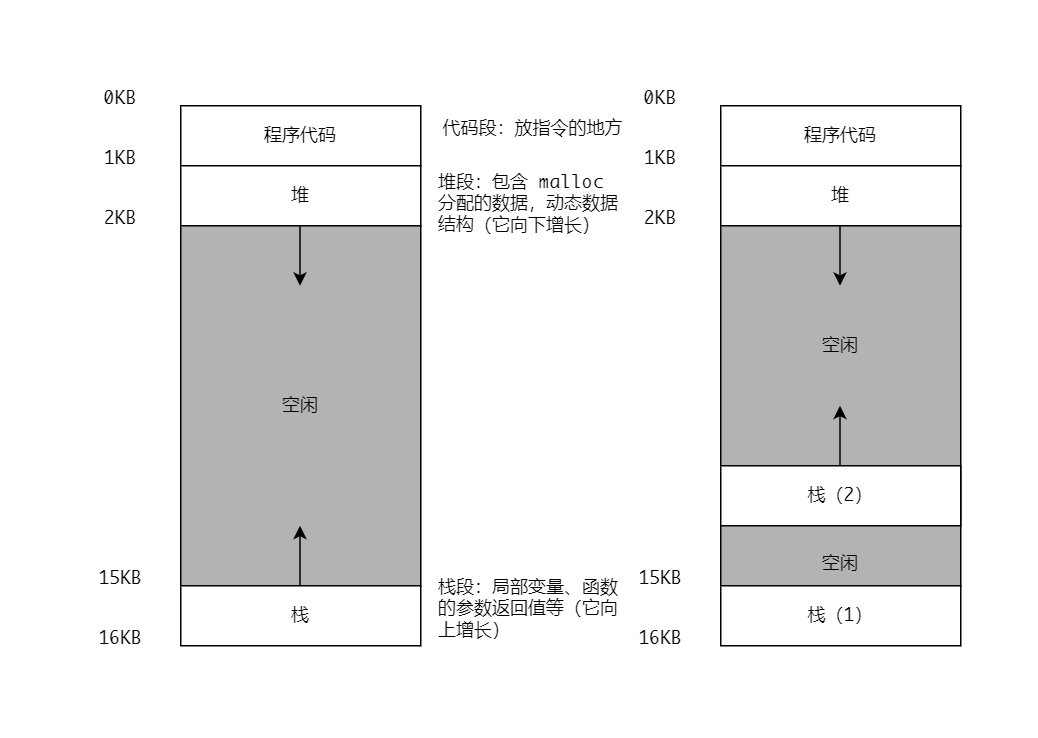 0KB
程序代码
代码段：放指令的地方
1KB
堆
堆段：包含 malloc
分配的数据，动态数据
结构（它向下增长）
2KB
空闲
15KB
栈
栈段：局部变量、函数
的参数返回值等（它向
上增长）
16KB
0KB
程序代码
1KB
堆
2KB
空闲
栈（2）
空闲
15KB
栈（1）
16KB